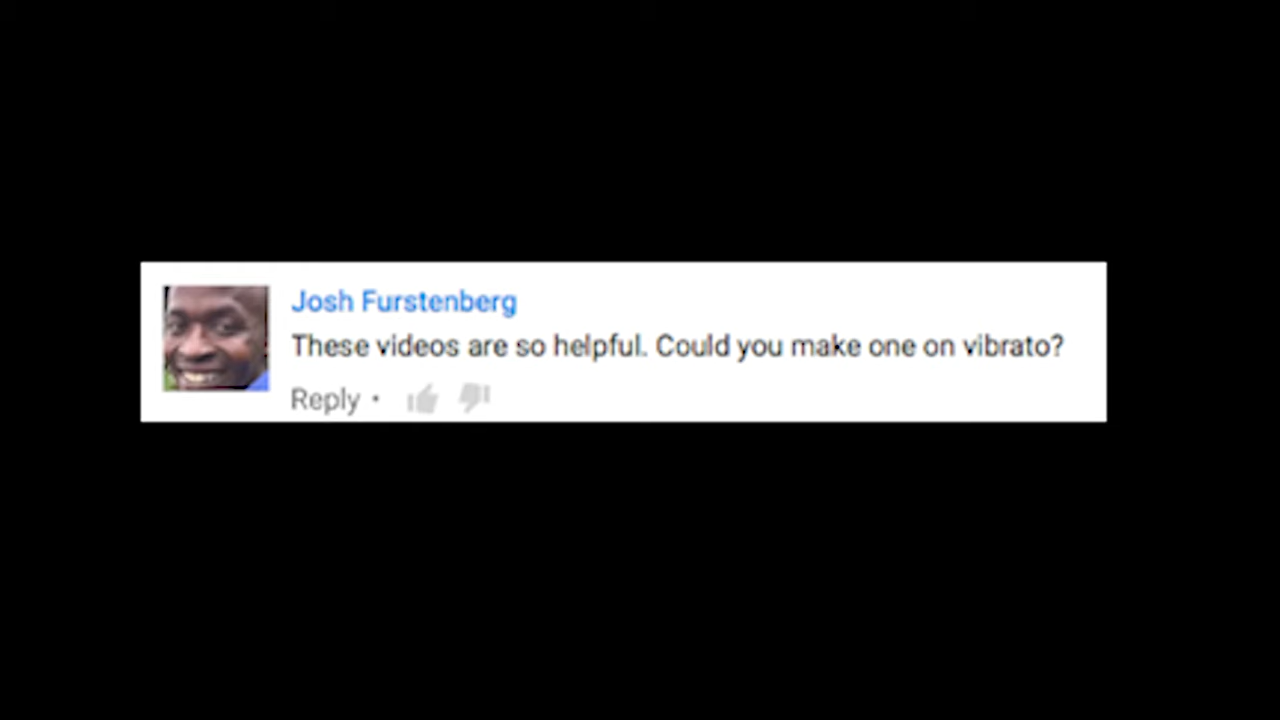 Josh Furstenberg
These videos are so helpful. Could you make one on vibrato?
Reply •